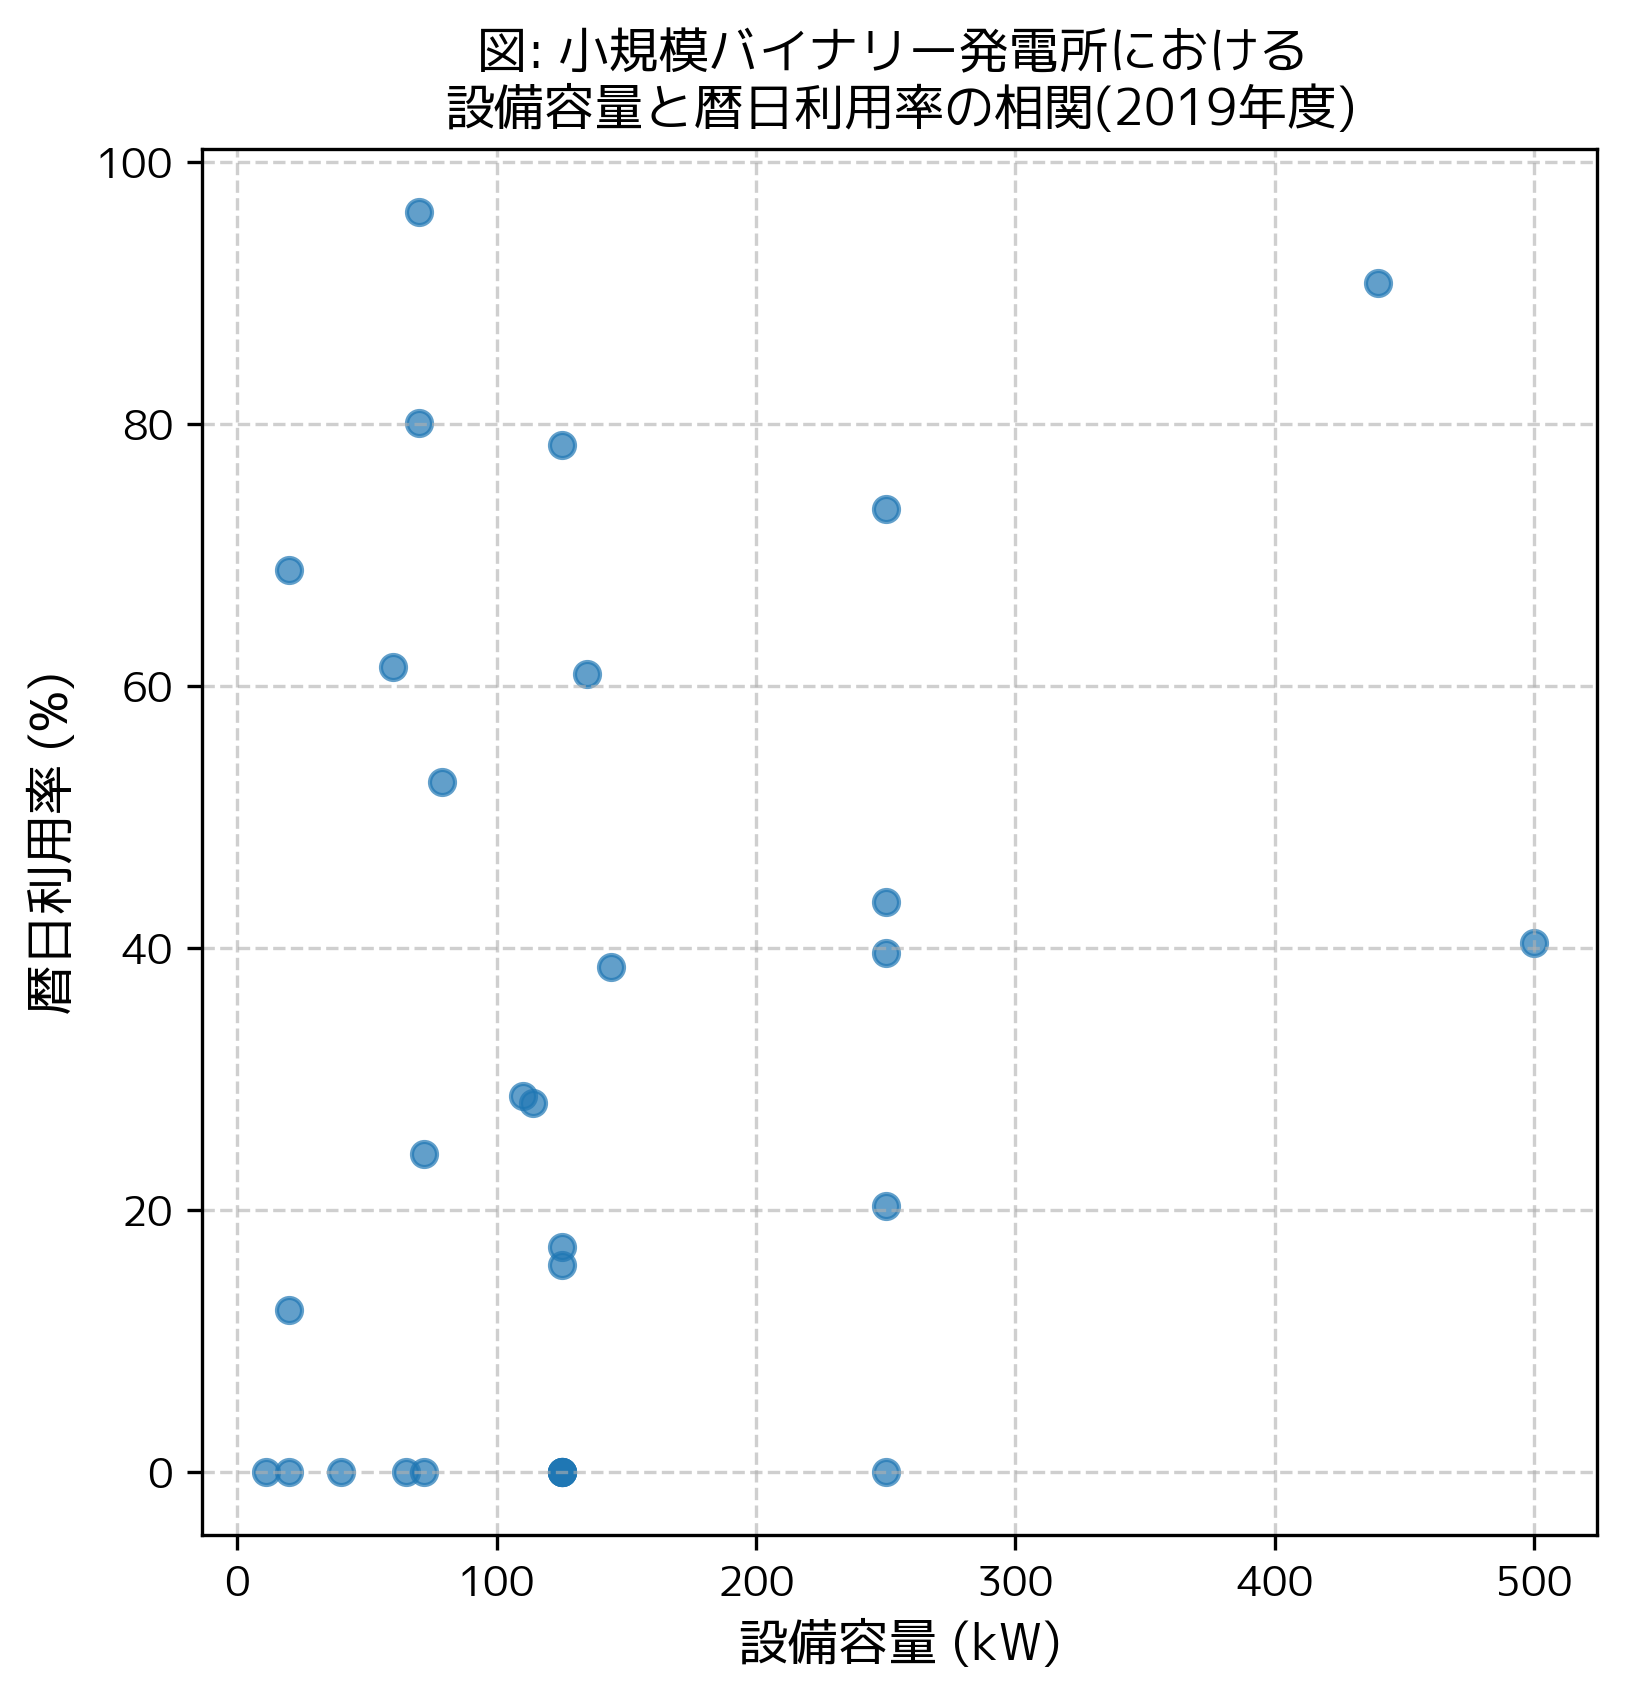 図: 小規模バイナリー発電所における
設備容量と暦日利用率の相関(2019年度)
100
80
60
40
20
0
暦日利用率 (%)
0 100 200 300 400 500
設備容量 (kW)